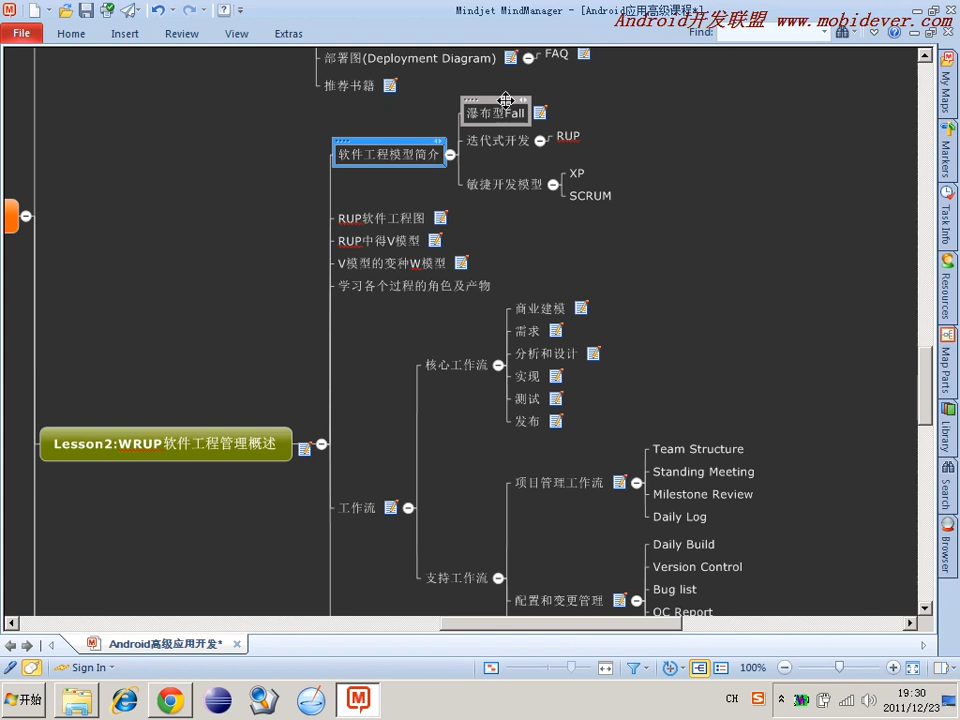 Mindjet MindManager - [Android应用高级课程*]
Android开发联盟 www.mobidever.com
File Home Insert Review View Extras Find:
部署图(Deployment Diagram)
FAQ
推荐书籍
瀑布型Fall
软件工程模型简介
迭代式开发
RUP
敏捷开发模型
XP
SCRUM
RUP软件工程图
RUP中得V模型
V模型的变种W模型
学习各个过程的角色及产物
商业建模
需求
分析和设计
核心工作流
实现
测试
发布
Lesson2:WRUP软件工程管理概述
Team Structure
Standing Meeting
项目管理工作流
Milestone Review
工作流
Daily Log
Daily Build
Version Control
支持工作流
Bug list
配置和变更管理
QC Report
My Maps
Markers
Task Info
Resources
Map Parts
Library
Search
Browser
Android高级应用开发*
Sign In
100%
开始
CH
19:30
2011/12/23